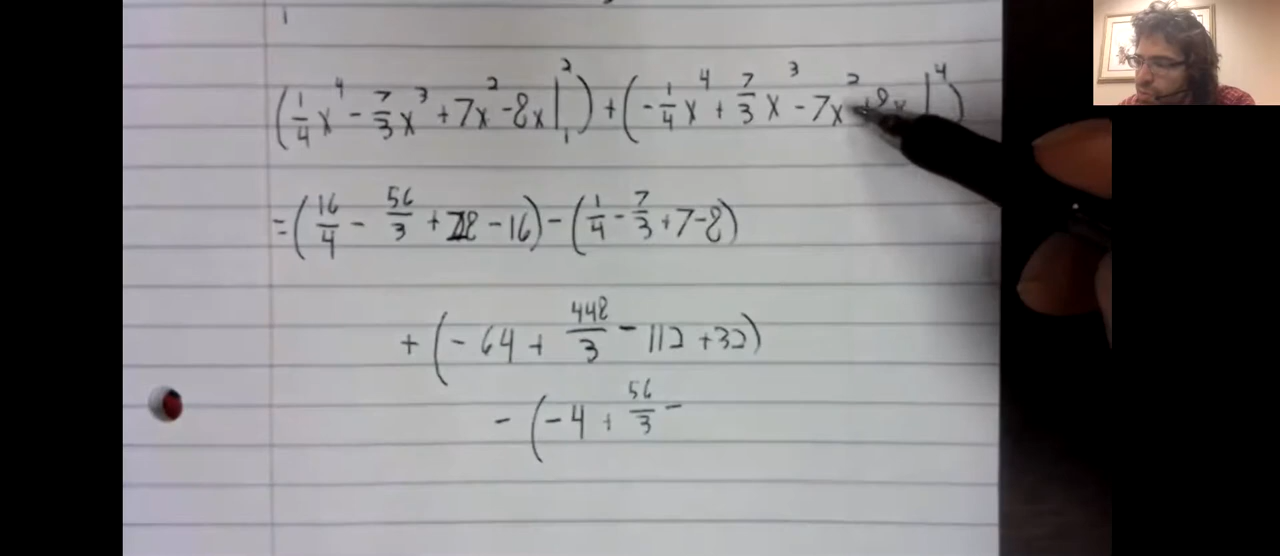 (1/4 x^4 - 7/3 x^3 + 7x^2 - 8x |_1^2) + (-1/4 x^4 + 7/3 x^3 - 7x^2 + 8x |^4)
= (16/4 - 56/3 + 28 - 16) - (1/4 - 7/3 + 7 - 8)
+ (-64 + 448/3 - 112 + 32)
- (-4 + 56/3 -